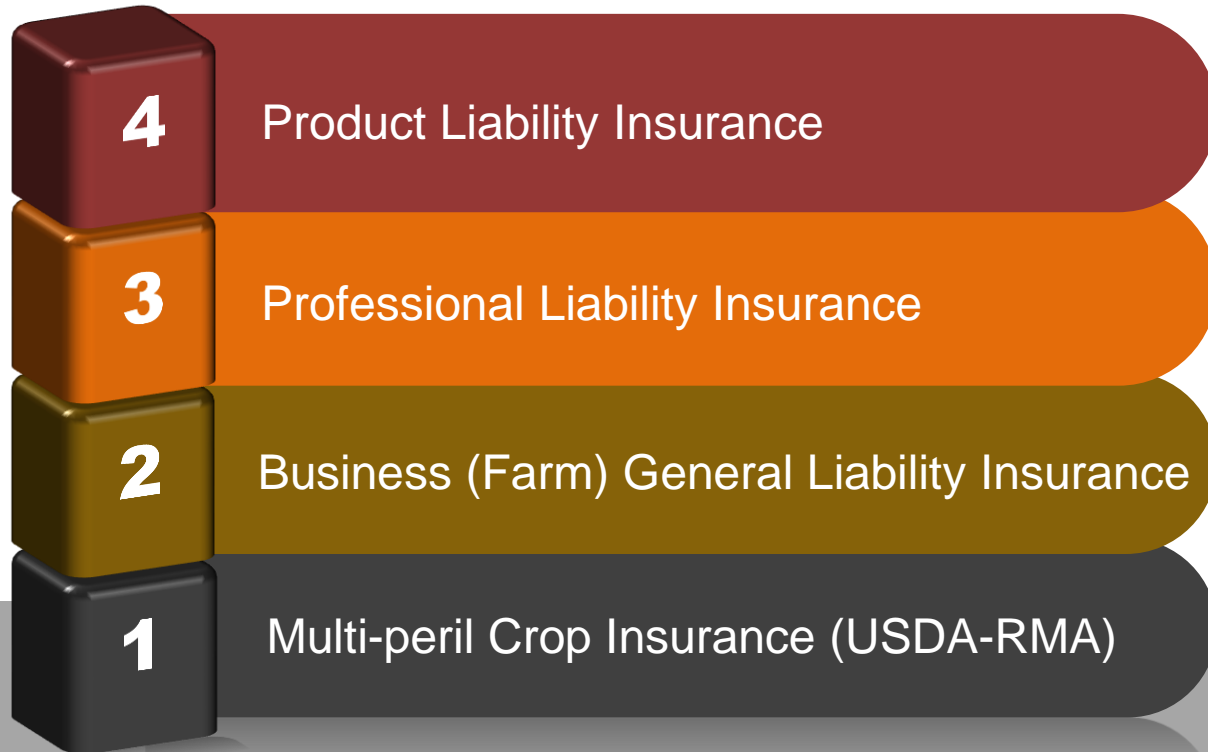 4 Product Liability Insurance
3 Professional Liability Insurance
2 Business (Farm) General Liability Insurance
1 Multi-peril Crop Insurance (USDA-RMA)